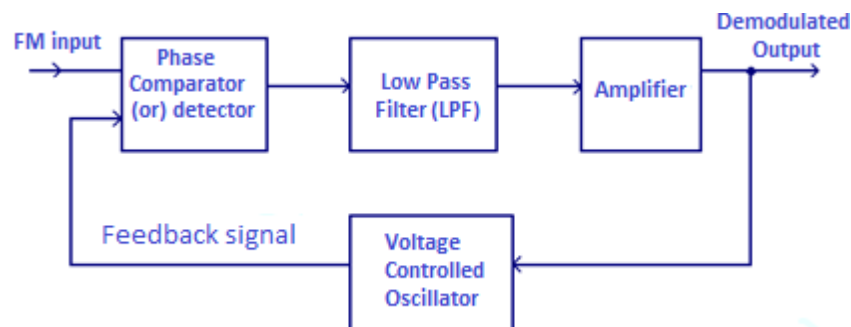 FM input
Phase
Comparator
(or) detector
Low Pass
Filter (LPF)
Amplifier
Demodulated
Output
Feedback signal
Voltage
Controlled
Oscillator